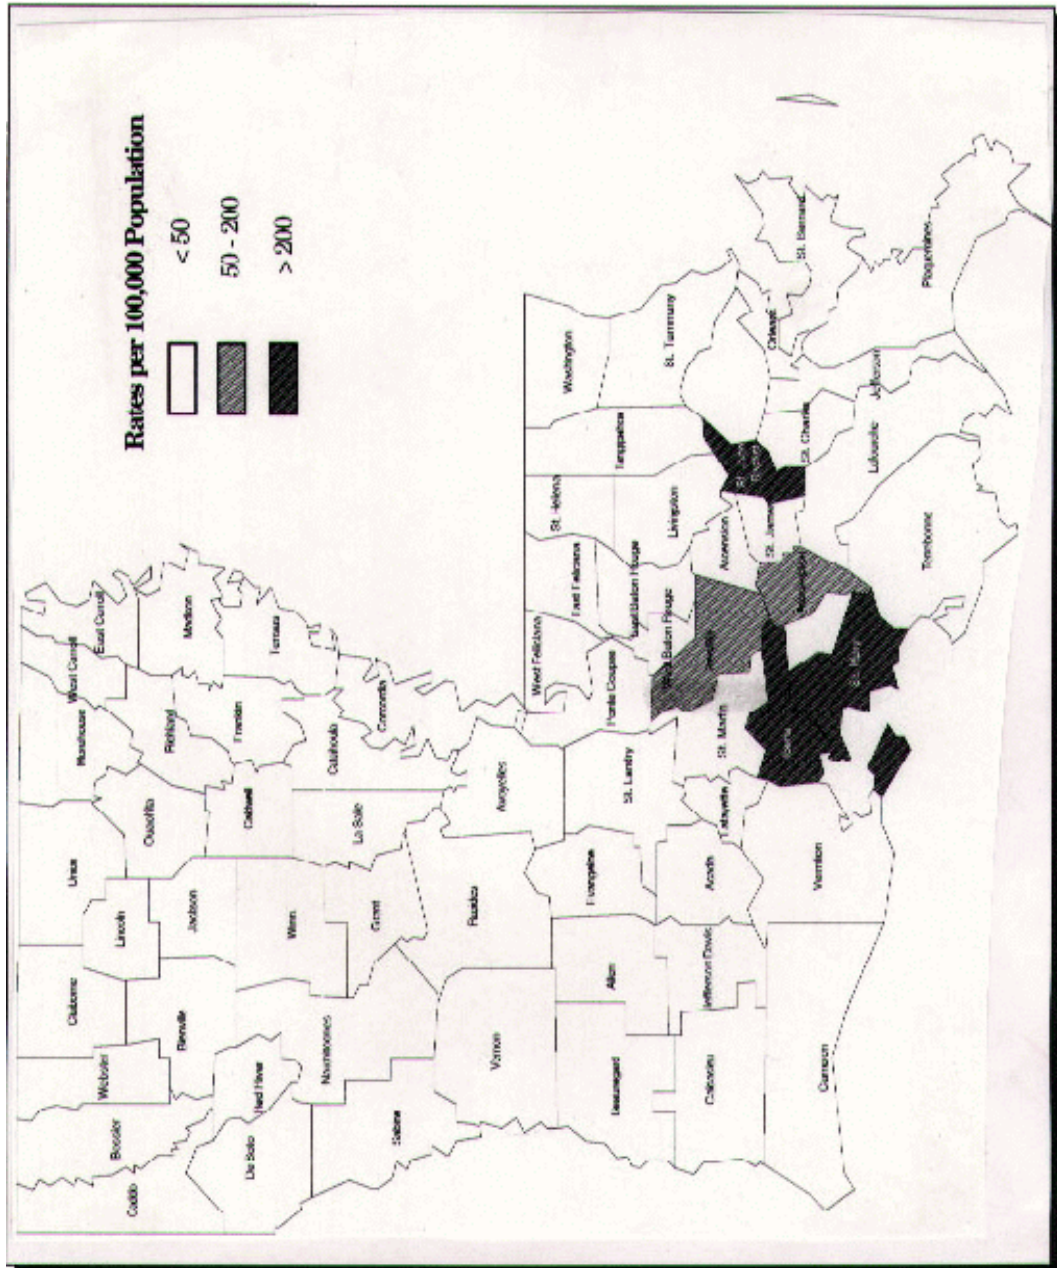 Rates per 100,000 Population
< 50
50 - 200
> 200
Caddo
Bossier
Webster
Claiborne
Lincoln
Union
Morehouse
West Carroll
East Carroll
Ouachita
Richland
Madison
Jackson
Bienville
Red River
De Soto
Caldwell
Franklin
Tensas
Winn
Natchitoches
Sabine
Grant
La Salle
Catahoula
Concordia
Vernon
Rapides
Avoyelles
Beauregard
Allen
Evangeline
St. Landry
Pointe Coupee
West Feliciana
East Feliciana
St. Helena
Washington
Tangipahoa
St. Tammany
Livingston
East Baton Rouge
West Baton Rouge
Calcasieu
Jefferson Davis
Acadia
Lafayette
St. Martin
Ascension
St. James
St. Charles
Orleans
St. Bernard
Cameron
Vermilion
St. Mary
Terrebonne
Lafourche
Jefferson
Plaquemines